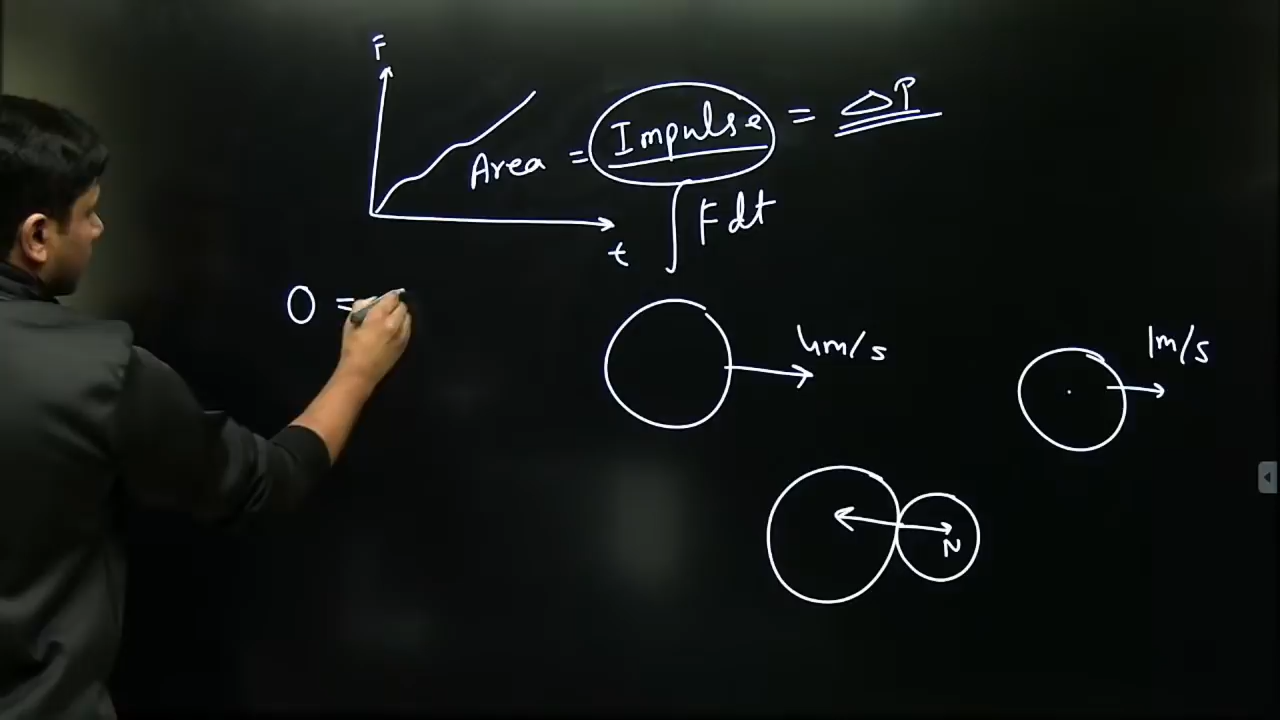 F
Area = Impulse = ΔP
∫ F dt
t
0 =
4m/s
1m/s
N